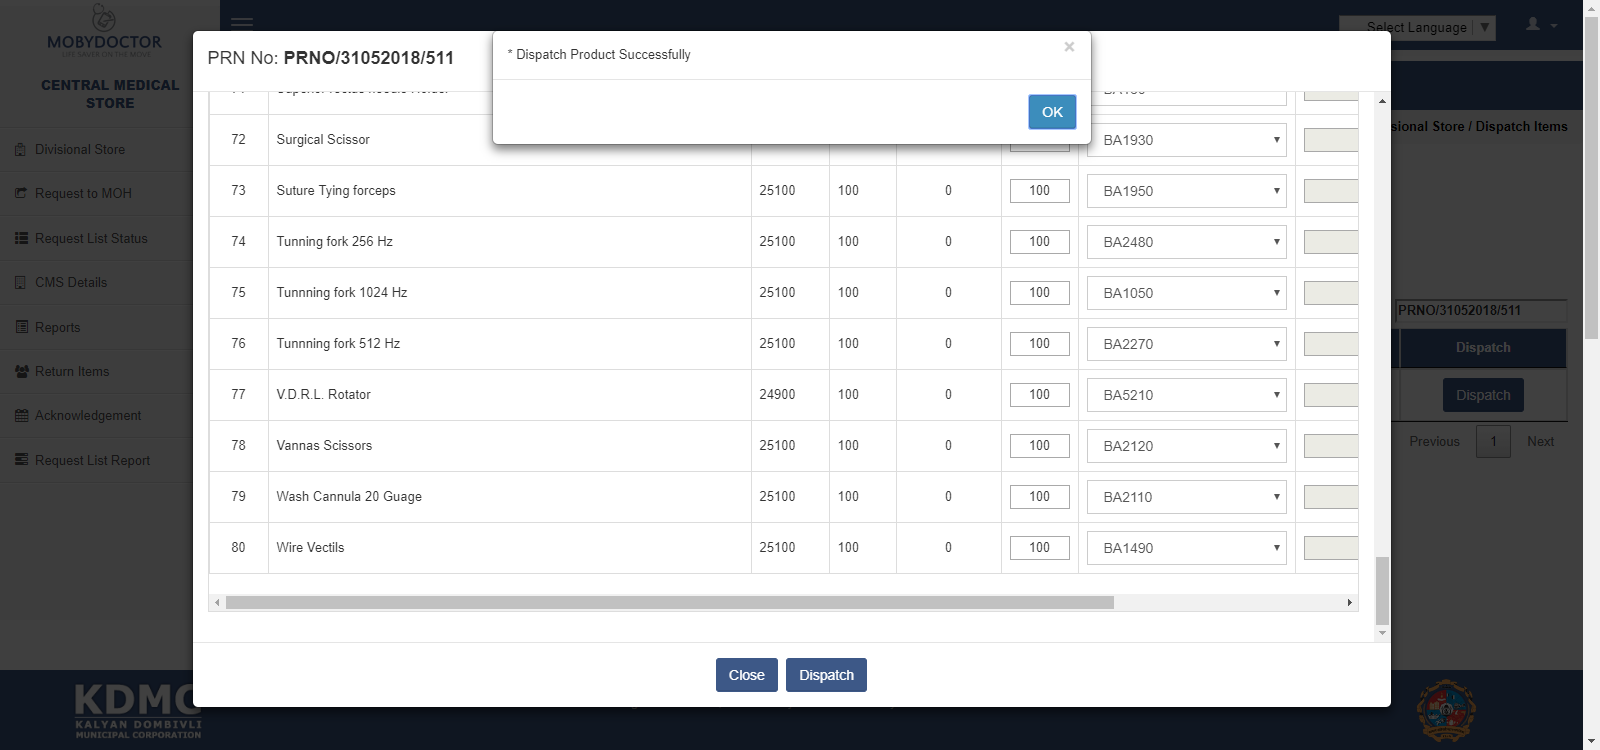 MOBYDOCTOR
LIFE SAVER ON THE MOVE
CENTRAL MEDICAL
STORE
Divisional Store
Request to MOH
Request List Status
CMS Details
Reports
Return Items
Acknowledgement
Request List Report
Select Language ▼
PRN No: PRNO/31052018/511
* Dispatch Product Successfully
×
OK
72 Surgical Scissor BA1930
73 Suture Tying forceps 25100 100 0 100 BA1950
74 Tunning fork 256 Hz 25100 100 0 100 BA2480
75 Tunnning fork 1024 Hz 25100 100 0 100 BA1050
76 Tunnning fork 512 Hz 25100 100 0 100 BA2270
77 V.D.R.L. Rotator 24900 100 0 100 BA5210
78 Vannas Scissors 25100 100 0 100 BA2120
79 Wash Cannula 20 Guage 25100 100 0 100 BA2110
80 Wire Vectils 25100 100 0 100 BA1490
Close Dispatch
sional Store / Dispatch Items
PRNO/31052018/511
Dispatch
Dispatch
Previous 1 Next
KDMC
KALYAN DOMBIVLI
MUNICIPAL CORPORATION